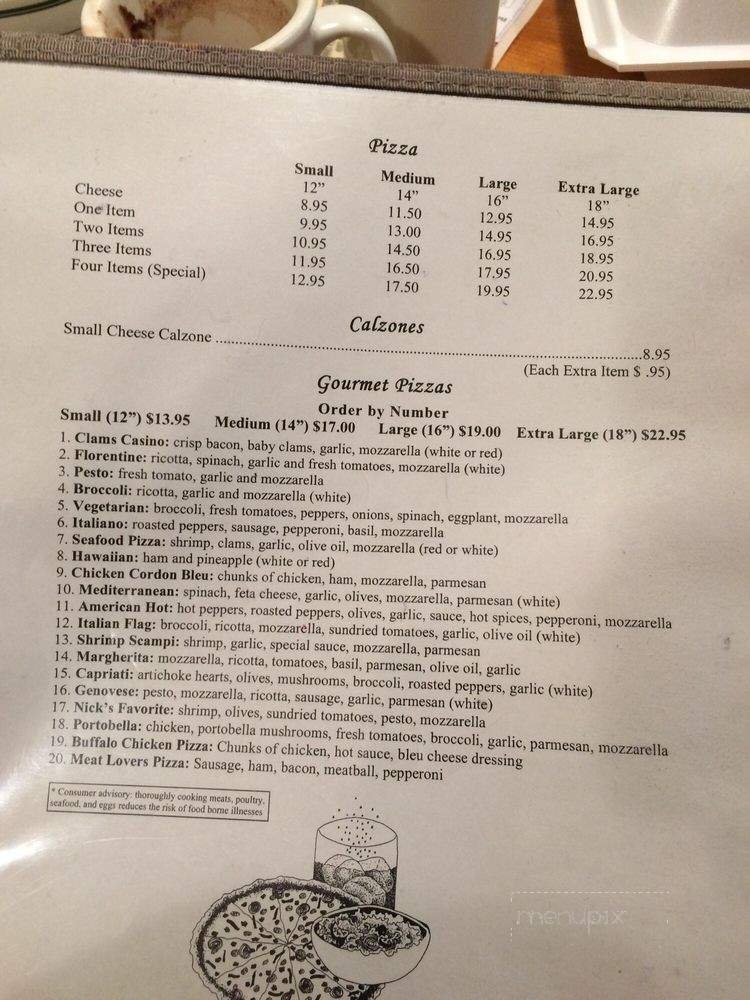 Pizza
Small Medium Large Extra Large
12” 14” 16” 18”
Cheese 8.95 11.50 12.95 14.95
One Item 9.95 13.00 14.95 16.95
Two Items 10.95 14.50 16.95 18.95
Three Items 11.95 16.50 17.95 20.95
Four Items (Special) 12.95 17.50 19.95 22.95
Calzones
Small Cheese Calzone ........................................................................8.95
(Each Extra Item $ .95)
Gourmet Pizzas
Order by Number
Small (12”) $13.95 Medium (14”) $17.00 Large (16”) $19.00 Extra Large (18”) $22.95
1. Clams Casino: crisp bacon, baby clams, garlic, mozzarella (white or red)
2. Florentine: ricotta, spinach, garlic and fresh tomatoes, mozzarella (white)
3. Pesto: fresh tomato, garlic and mozzarella
4. Broccoli: ricotta, garlic and mozzarella (white)
5. Vegetarian: broccoli, fresh tomatoes, peppers, onions, spinach, eggplant, mozzarella
6. Italiano: roasted peppers, sausage, pepperoni, basil, mozzarella
7. Seafood Pizza: shrimp, clams, garlic, olive oil, mozzarella (red or white)
8. Hawaiian: ham and pineapple (white or red)
9. Chicken Cordon Bleu: chunks of chicken, ham, mozzarella, parmesan
10. Mediterranean: spinach, feta cheese, garlic, olives, mozzarella, parmesan (white)
11. American Hot: hot peppers, roasted peppers, olives, garlic, sauce, hot spices, pepperoni, mozzarella
12. Italian Flag: broccoli, ricotta, mozzarella, sundried tomatoes, garlic, olive oil (white)
13. Shrimp Scampi: shrimp, garlic, special sauce, mozzarella, parmesan
14. Margherita: mozzarella, ricotta, tomatoes, basil, parmesan, olive oil, garlic
15. Capriati: artichoke hearts, olives, mushrooms, broccoli, roasted peppers, garlic (white)
16. Genovese: pesto, mozzarella, ricotta, sausage, garlic, parmesan (white)
17. Nick's Favorite: shrimp, olives, sundried tomatoes, pesto, mozzarella
18. Portobella: chicken, portobella mushrooms, fresh tomatoes, broccoli, garlic, parmesan, mozzarella
19. Buffalo Chicken Pizza: Chunks of chicken, hot sauce, bleu cheese dressing
20. Meat Lovers Pizza: Sausage, ham, bacon, meatball, pepperoni
* Consumer advisory: thoroughly cooking meats, poultry,
seafood, and eggs reduces the risk of food borne illnesses
menupix